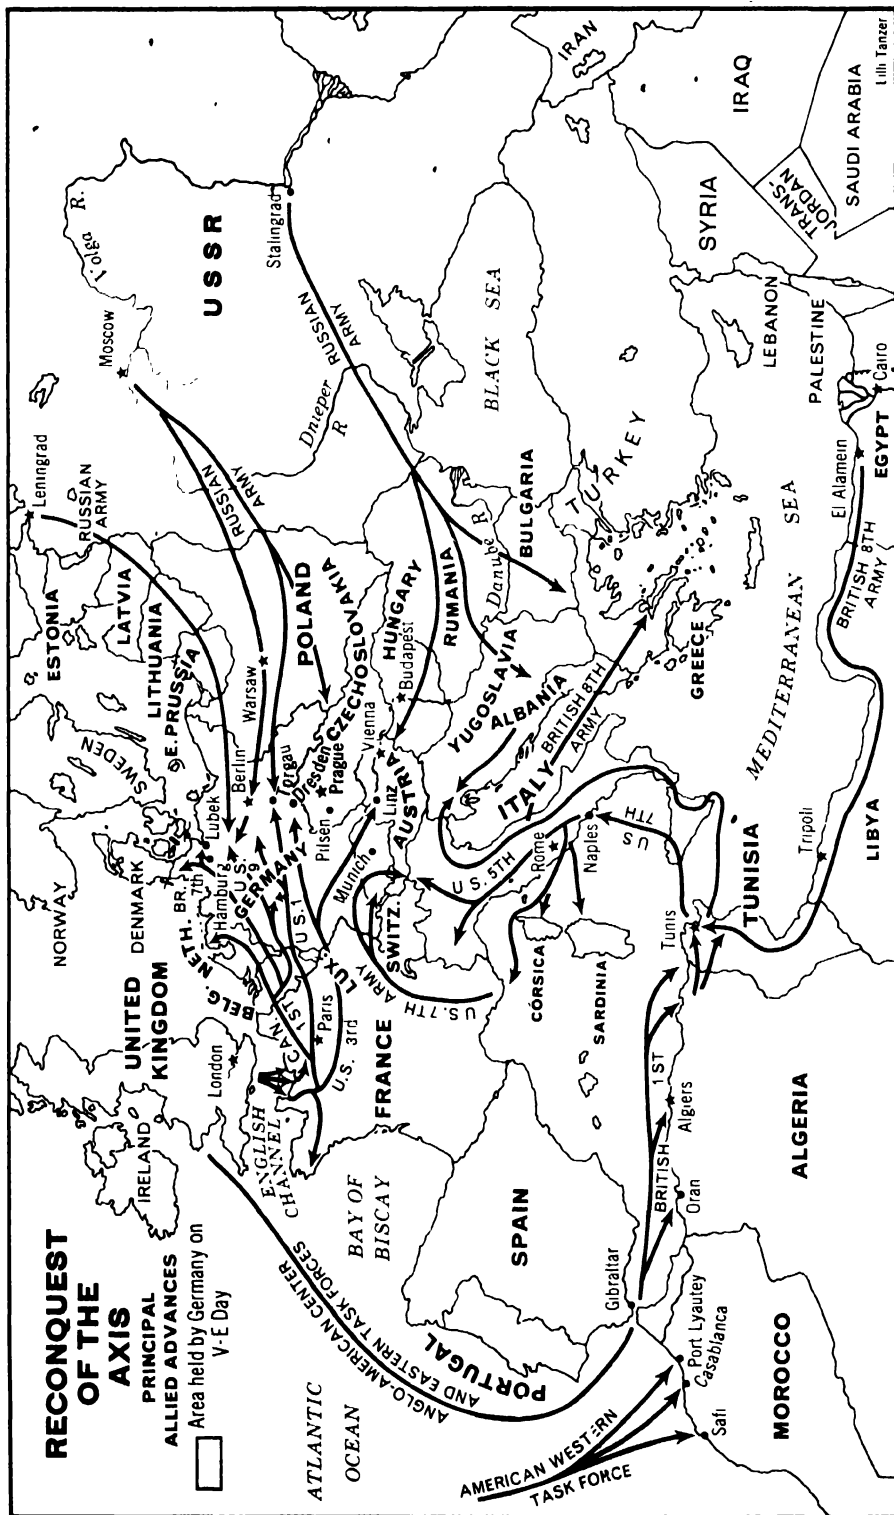 RECONQUEST
OF THE
AXIS
PRINCIPAL
ALLIED ADVANCES
Area held by Germany on
V-E Day
ATLANTIC
OCEAN
ANGLO-AMERICAN CENTER
AND EASTERN TASK FORCES
AMERICAN WESTERN
TASK FORCE
IRELAND
UNITED
KINGDOM
London
ENGLISH
CHANNEL
BAY OF
BISCAY
NORWAY
SWEDEN
DENMARK
ESTONIA
LATVIA
LITHUANIA
E. PRUSSIA
Leningrad
RUSSIAN
ARMY
Moscow
Volga R.
USSR
Stalingrad
RUSSIAN
ARMY
RUSSIAN
ARMY
Dnieper
R
NETH.
BELG.
LUX
BR.
7th
Hamburg
Lubek
U.S.
9
GERMANY
Berlin
Torgau
Dresden
Prague
Pilsen
Warsaw
POLAND
CZECHOSLOVAKIA
CAN.
1ST
U.S.1
Paris
U.S. 3rd
FRANCE
Munich
Linz
Vienna
AUSTRIA
SWITZ.
HUNGARY
Budapest
RUMANIA
Danube R
BULGARIA
BLACK SEA
YUGOSLAVIA
ALBANIA
GREECE
TURKEY
ITALY
BRITISH 8TH
ARMY
U.S. 7TH
ARMY
U S. 5TH
Rome
Naples
US
7TH
CÓRSICA
SARDINIA
PORTUGAL
SPAIN
Gibraltar
MEDITERRANEAN SEA
IRAN
IRAQ
SYRIA
LEBANON
PALESTINE
TRANS-
JORDAN
SAUDI ARABIA
Port Lyautey
Casablanca
Safi
MOROCCO
Oran
BRITISH 1ST
Algiers
ALGERIA
Tunis
TUNISIA
Tripoli
LIBYA
BRITISH 8TH
ARMY
El Alamein
Cairo
EGYPT
Lilli Tanzer